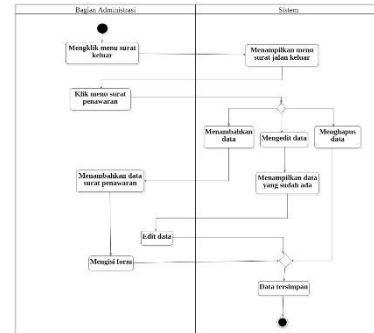 Bagian Administrasi
Sistem
Mengklik menu surat
keluar
Menampilkan menu
surat jalan keluar
Klik menu surat
penawaran
Menambahkan
data
Mengedit data
Menghapus
data
Menambahkan data
surat penawaran
Menampilkan data
yang sudah ada
Edit data
Mengisi form
Data tersimpan